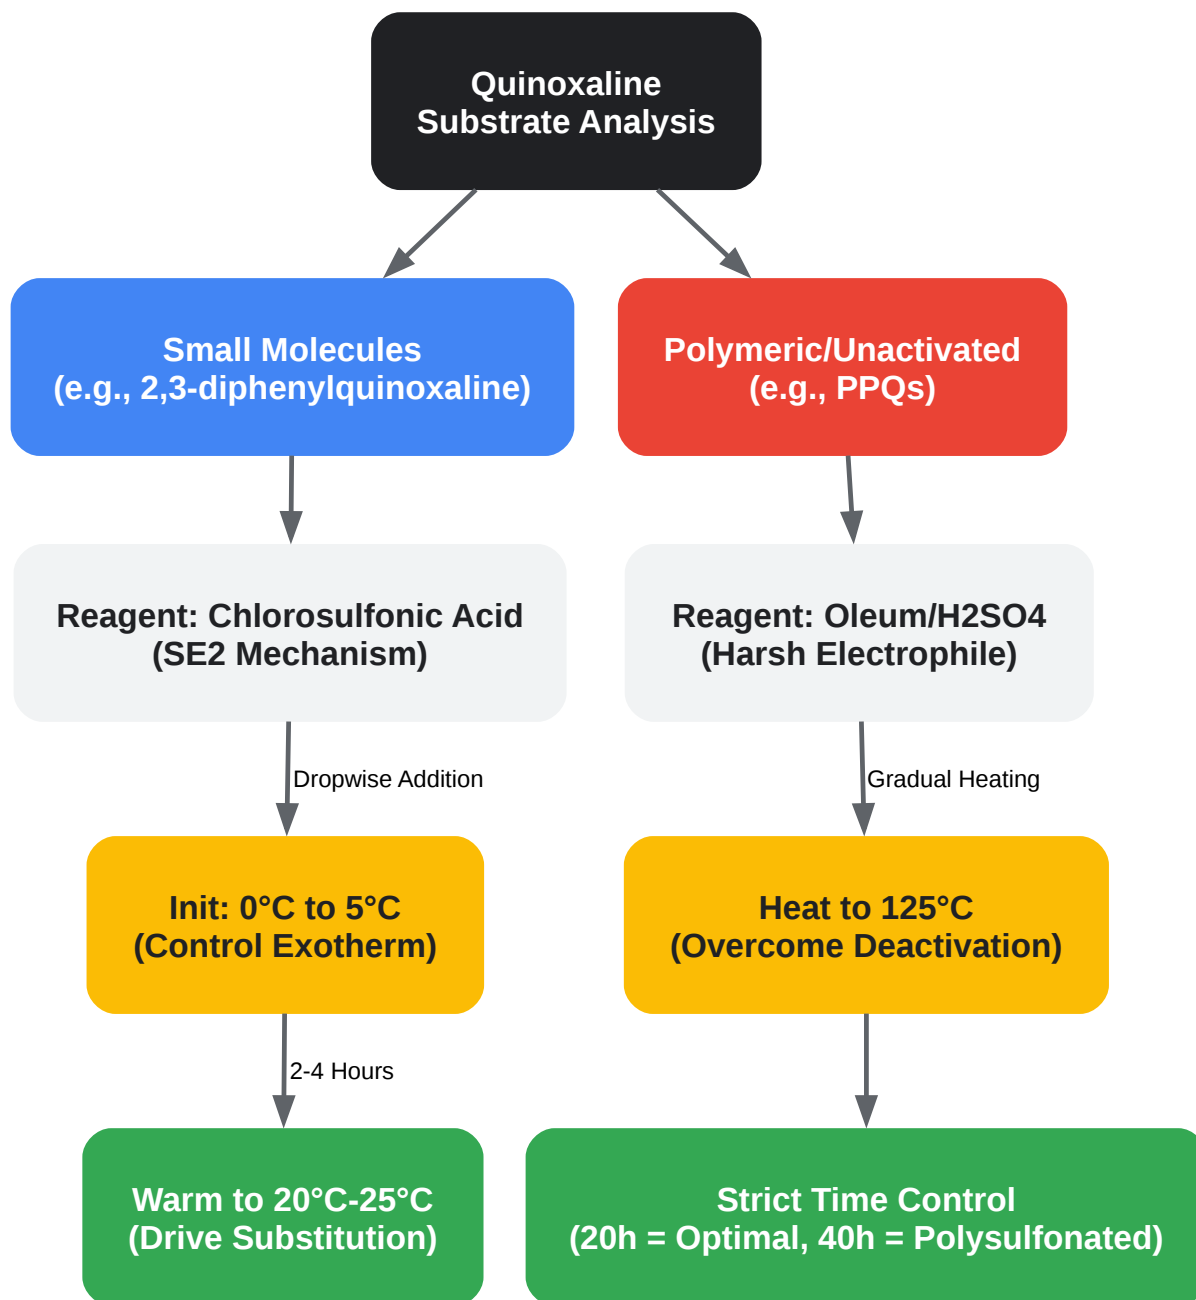 Quinoxaline
Substrate Analysis
Small Molecules
(e.g., 2,3-diphenylquinoxaline)
Polymeric/Unactivated
(e.g., PPQs)
Reagent: Chlorosulfonic Acid
(SE2 Mechanism)
Reagent: Oleum/H2SO4
(Harsh Electrophile)
Dropwise Addition
Gradual Heating
Init: 0°C to 5°C
(Control Exotherm)
Heat to 125°C
(Overcome Deactivation)
2-4 Hours
Warm to 20°C-25°C
(Drive Substitution)
Strict Time Control
(20h = Optimal, 40h = Polysulfonated)